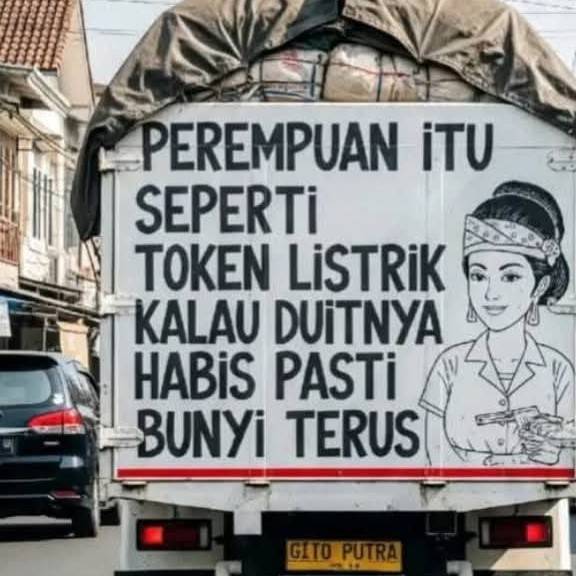 PEREMPUAN iTU
SEPERTi
TOKEN LiSTRiK
KALAU DUiTNYA
HABiS PASTi
BUNYi TERUS
GITO PUTRA